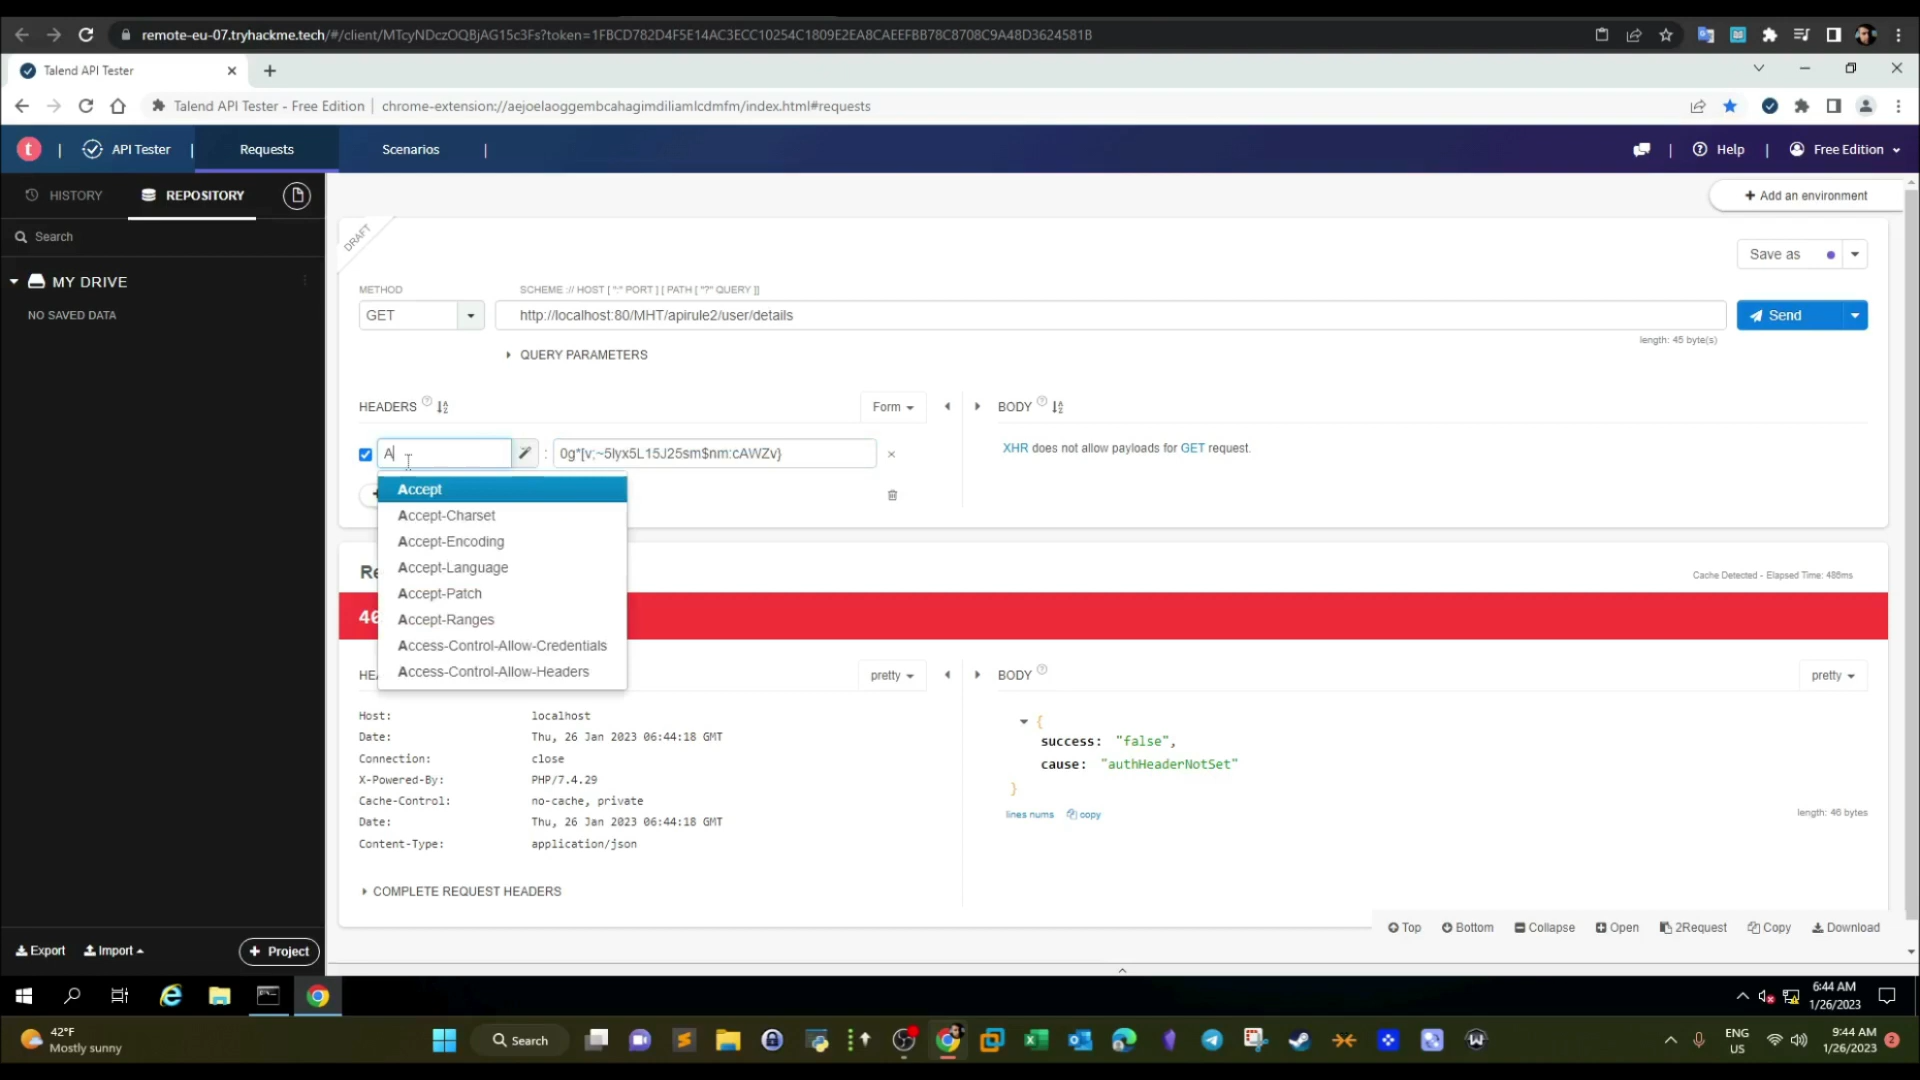 remote-eu-07.tryhackme.tech/#/client/MTcyNDczOQBjAG15c3Fs?token=1FBCD782D4F5E14AC3ECC10254C1809E2EA8CAEEFBB78C8708C9A48D3624581B
Talend API Tester
Talend API Tester - Free Edition | chrome-extension://aejoelaoggembcahagimdiliamlcdmfm/index.html#requests
t | API Tester | Requests Scenarios | | Help | Free Edition
HISTORY REPOSITORY
+ Add an environment
Search
DRAFT
Save as
MY DRIVE
METHOD SCHEME :// HOST [ ":" PORT ] [ PATH [ "?" QUERY ]]
NO SAVED DATA
GET http://localhost:80/MHT/apirule2/user/details Send
length: 45 byte(s)
QUERY PARAMETERS
HEADERS Form BODY
A : 0g*[v;~5lyx5L15J25sm$nm:cAWZv} ×
XHR does not allow payloads for GET request.
Accept
Accept-Charset
Accept-Encoding
Accept-Language
Accept-Patch
Accept-Ranges
Access-Control-Allow-Credentials
Access-Control-Allow-Headers
Re
Cache Detected - Elapsed Time: 486ms
40
HEA pretty BODY pretty
Host: localhost
Date: Thu, 26 Jan 2023 06:44:18 GMT
Connection: close
X-Powered-By: PHP/7.4.29
Cache-Control: no-cache, private
Date: Thu, 26 Jan 2023 06:44:18 GMT
Content-Type: application/json
{
success: "false",
cause: "authHeaderNotSet"
}
lines nums copy length: 46 bytes
COMPLETE REQUEST HEADERS
Top Bottom Collapse Open 2Request Copy Download
Export Import + Project
6:44 AM
1/26/2023
42°F
Mostly sunny
Search
ENG
US
9:44 AM
1/26/2023
2